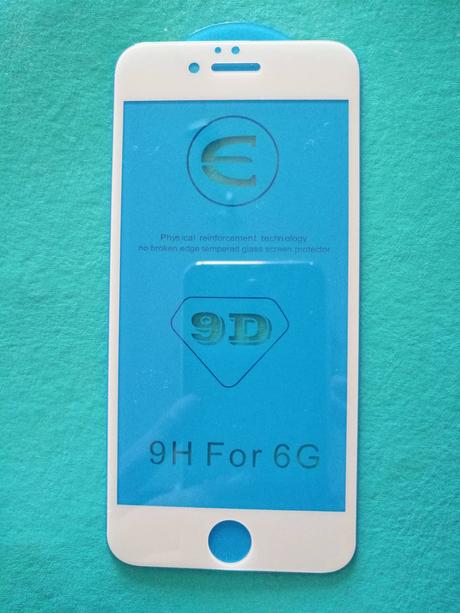 Physical reinforcement technology
no broken edge tempered glass screen protector
9D
9H For 6G